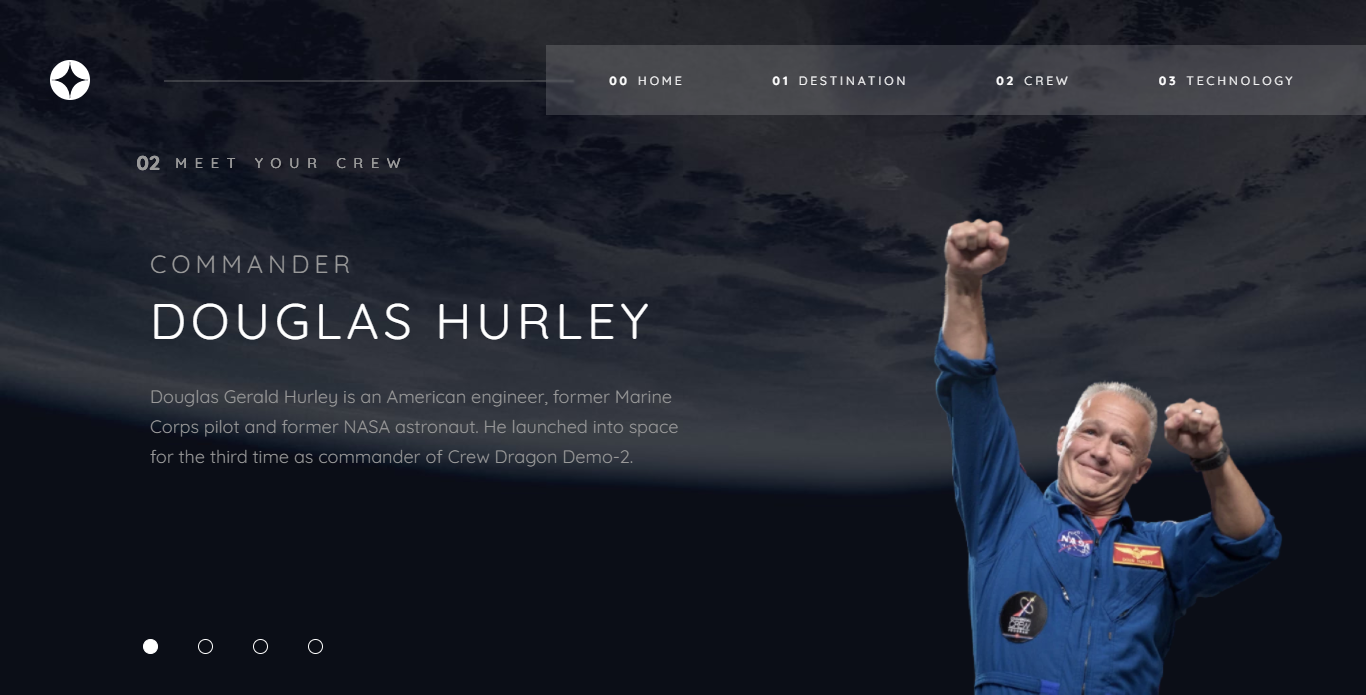 00 HOME 01 DESTINATION 02 CREW 03 TECHNOLOGY
02 MEET YOUR CREW
COMMANDER
DOUGLAS HURLEY
Douglas Gerald Hurley is an American engineer, former Marine
Corps pilot and former NASA astronaut. He launched into space
for the third time as commander of Crew Dragon Demo-2.
NASA
CREW